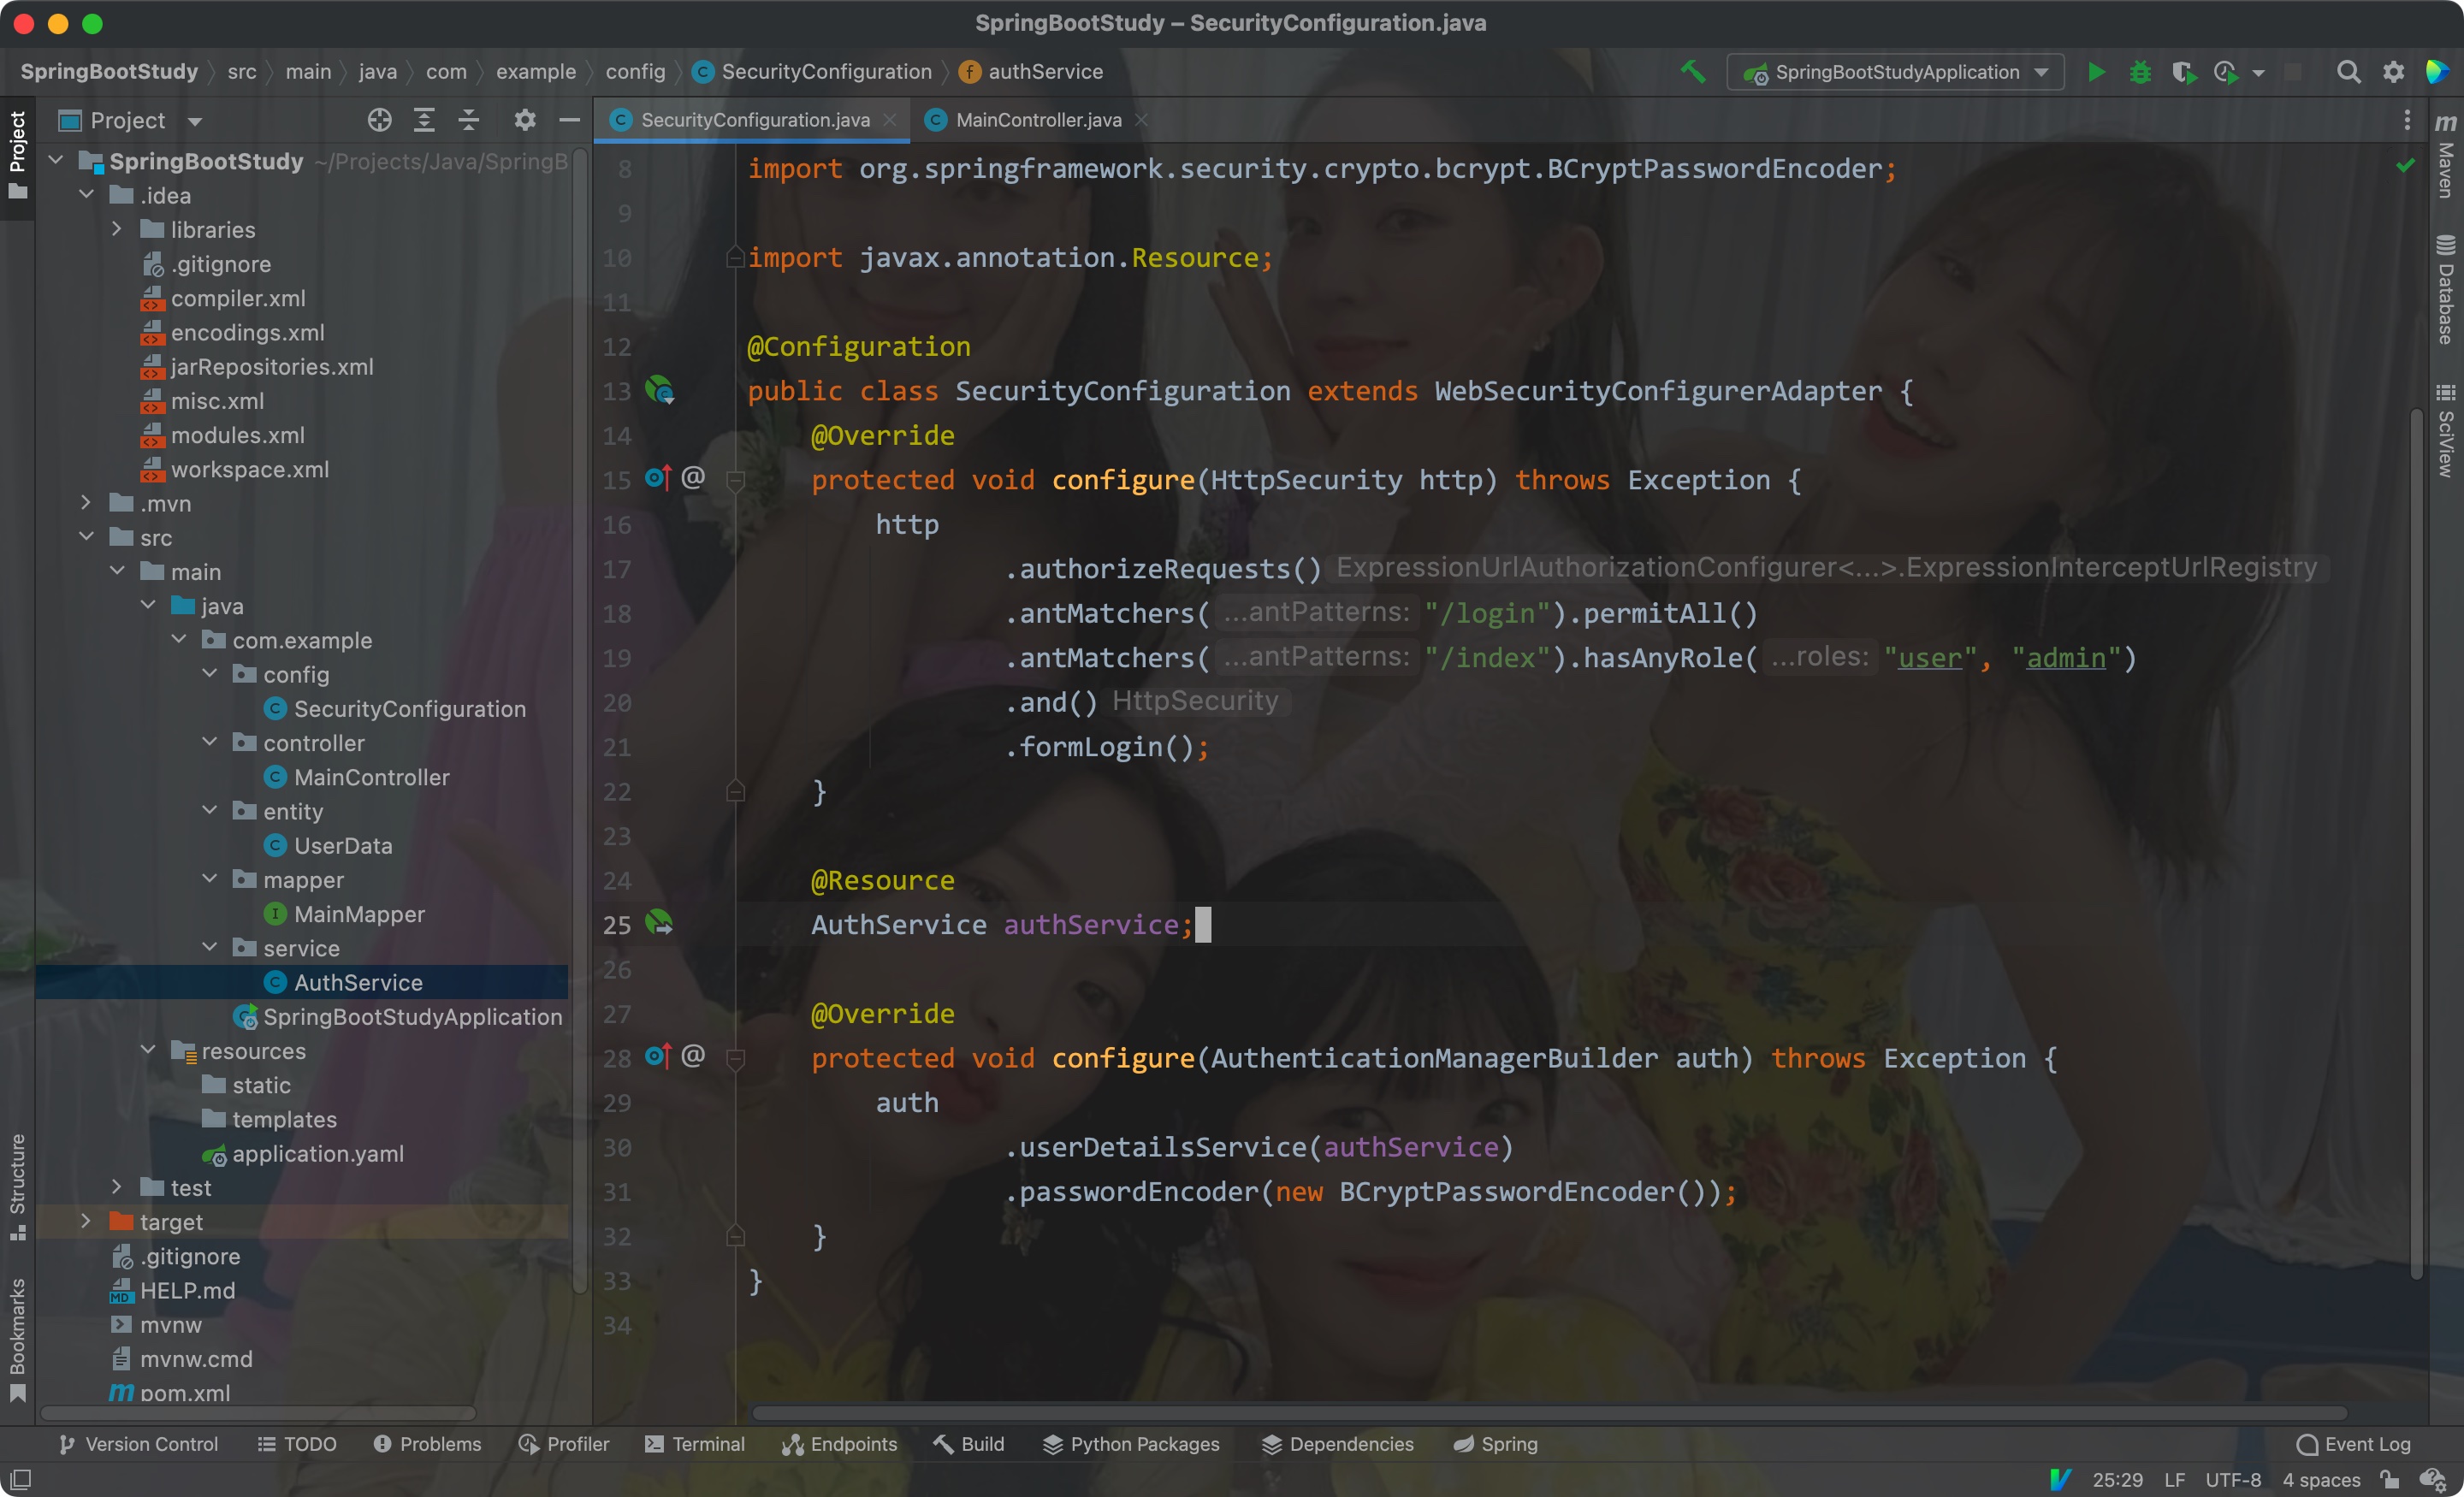 SpringBootStudy – SecurityConfiguration.java
SpringBootStudy src main java com example config SecurityConfiguration authService
SpringBootStudyApplication
Project
Project
SecurityConfiguration.java
MainController.java
SpringBootStudy ~/Projects/Java/SpringB
.idea
libraries
.gitignore
compiler.xml
encodings.xml
jarRepositories.xml
misc.xml
modules.xml
workspace.xml
.mvn
src
main
java
com.example
config
SecurityConfiguration
controller
MainController
entity
UserData
mapper
MainMapper
service
AuthService
SpringBootStudyApplication
resources
static
templates
application.yaml
test
target
.gitignore
HELP.md
mvnw
mvnw.cmd
pom.xml
Structure
Bookmarks
8 import org.springframework.security.crypto.bcrypt.BCryptPasswordEncoder;
9
10 import javax.annotation.Resource;
11
12 @Configuration
13 public class SecurityConfiguration extends WebSecurityConfigurerAdapter {
14 @Override
15 @ protected void configure(HttpSecurity http) throws Exception {
16 http
17 .authorizeRequests() ExpressionUrlAuthorizationConfigurer<...>.ExpressionInterceptUrlRegistry
18 .antMatchers( ...antPatterns: "/login").permitAll()
19 .antMatchers( ...antPatterns: "/index").hasAnyRole( ...roles: "user", "admin")
20 .and() HttpSecurity
21 .formLogin();
22 }
23
24 @Resource
25 AuthService authService;
26
27 @Override
28 @ protected void configure(AuthenticationManagerBuilder auth) throws Exception {
29 auth
30 .userDetailsService(authService)
31 .passwordEncoder(new BCryptPasswordEncoder());
32 }
33 }
34
Maven
Database
SciView
Version Control TODO Problems Profiler Terminal Endpoints Build Python Packages Dependencies Spring Event Log
25:29 LF UTF-8 4 spaces